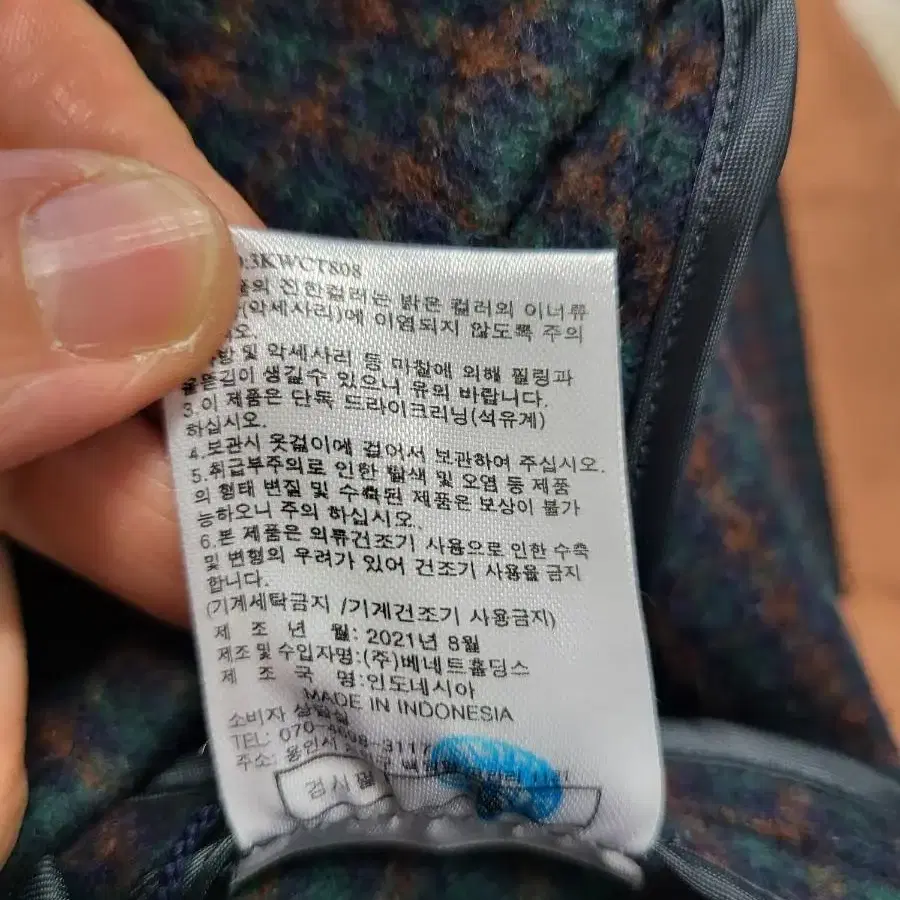 .3KWCT808
의 진한컬러는 밝은 컬러의 이너류
(악세사리)에 이염되지 않도록 주의
오.
및 악세사리 등 마찰에 의해 필링과
올뜯김이 생길수 있으니 유의 바랍니다.
3.이 제품은 단독 드라이크리닝(석유계)
하십시오.
4.보관시 옷걸이에 걸어서 보관하여 주십시오.
5.취급부주의로 인한 탈색 및 오염 등 제품
의 형태 변질 및 수축된 제품은 보상이 불가
능하오니 주의 하십시오.
6.본 제품은 의류건조기 사용으로 인한 수축
및 변형의 우려가 있어 건조기 사용을 금지
합니다.
(기계세탁금지 /기계건조기 사용금지)
제 조 년 월: 2021년 8월
제조 및 수입자명:(주)베네트홀딩스
제 조 국 명:인도네시아
MADE IN INDONESIA
소비자 상담실
TEL: 070-
주소: 용인시
검시필